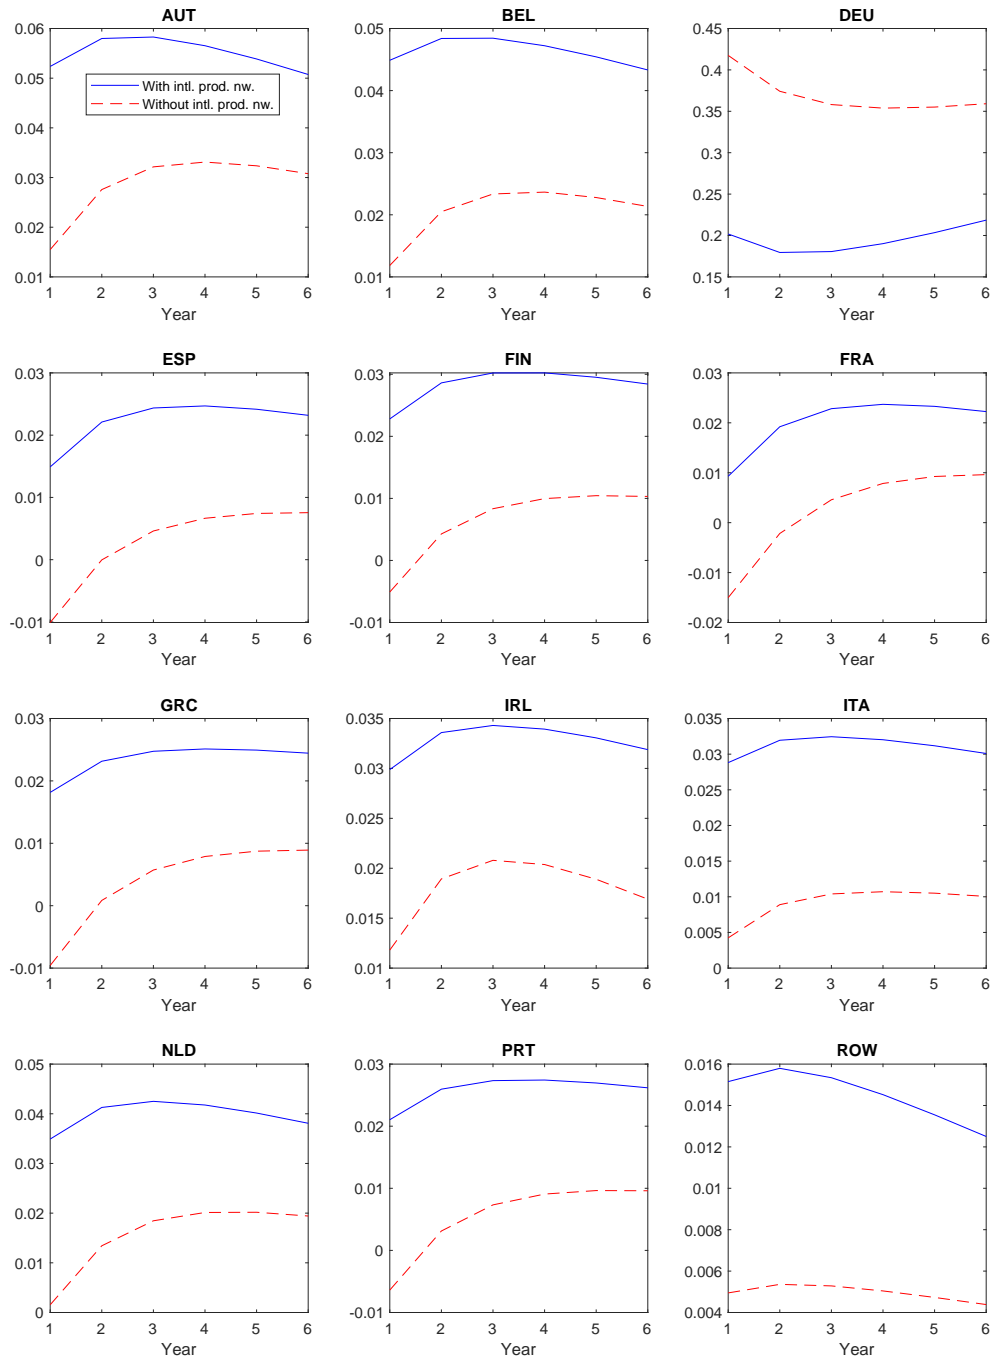 AUT
0.06
0.05
0.04
0.03
0.02
0.01
With intl. prod. nw.
Without intl. prod. nw.
1 2 3 4 5 6
Year
BEL
0.05
0.04
0.03
0.02
0.01
1 2 3 4 5 6
Year
DEU
0.45
0.4
0.35
0.3
0.25
0.2
0.15
1 2 3 4 5 6
Year
ESP
0.03
0.02
0.01
0
-0.01
1 2 3 4 5 6
Year
FIN
0.03
0.02
0.01
0
-0.01
1 2 3 4 5 6
Year
FRA
0.03
0.02
0.01
0
-0.01
-0.02
1 2 3 4 5 6
Year
GRC
0.03
0.02
0.01
0
-0.01
1 2 3 4 5 6
Year
IRL
0.035
0.03
0.025
0.02
0.015
0.01
1 2 3 4 5 6
Year
ITA
0.035
0.03
0.025
0.02
0.015
0.01
0.005
0
1 2 3 4 5 6
Year
NLD
0.05
0.04
0.03
0.02
0.01
0
1 2 3 4 5 6
Year
PRT
0.03
0.02
0.01
0
-0.01
1 2 3 4 5 6
Year
ROW
0.016
0.014
0.012
0.01
0.008
0.006
0.004
1 2 3 4 5 6
Year